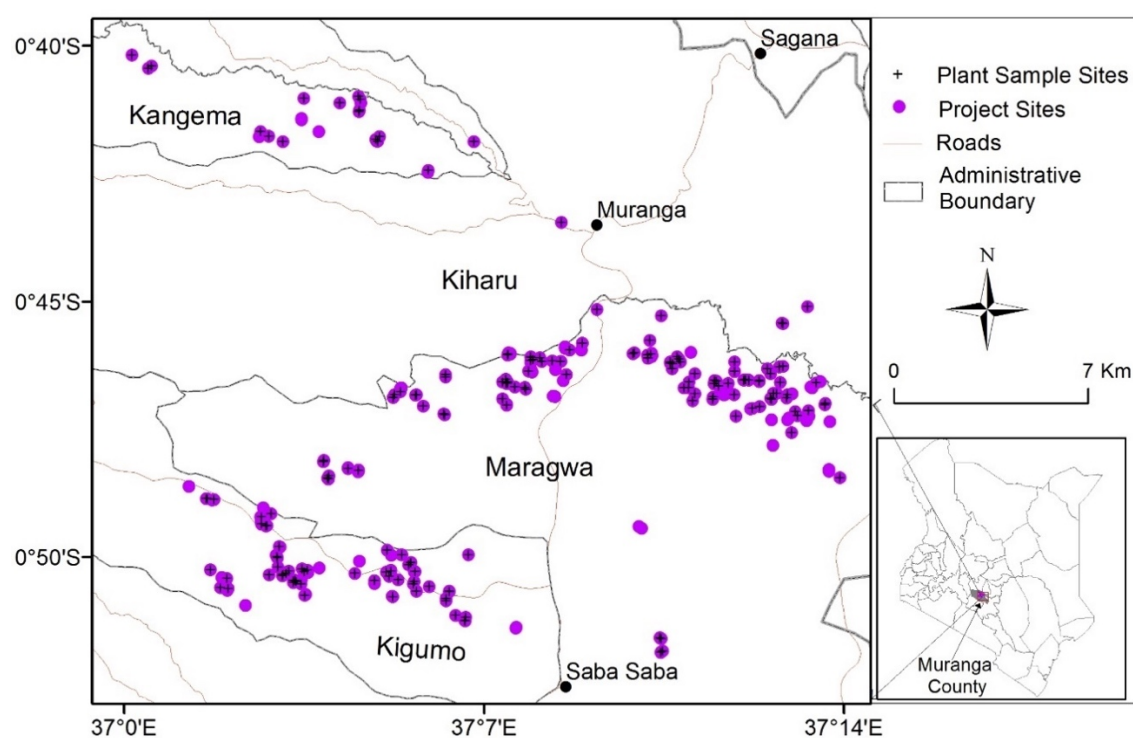 0°40'S
0°45'S
0°50'S
37°0'E
37°7'E
37°14'E
Sagana
Kangema
Muranga
Kiharu
Maragwa
Kigumo
Saba Saba
Plant Sample Sites
Project Sites
Roads
Administrative
Boundary
N
0
7 Km
Muranga
County